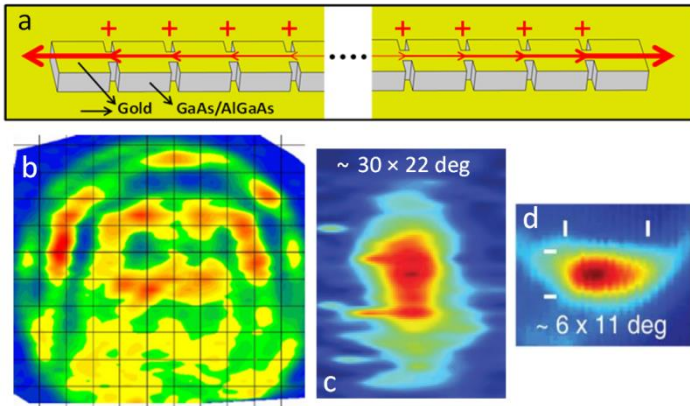 a
+ + + + + + + +
Gold GaAs/AlGaAs
b
~ 30 × 22 deg
c
d
~ 6 x 11 deg